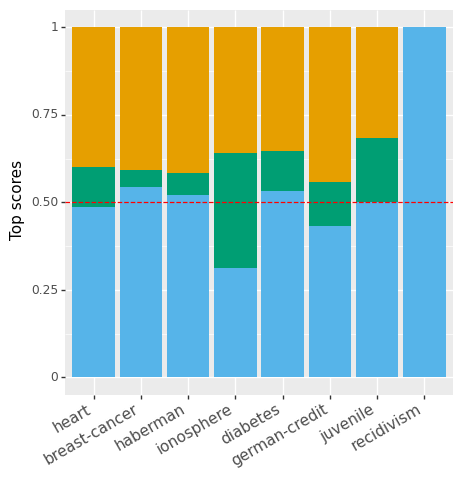 Top scores
1
0.75
0.50
0.25
0
heart
breast-cancer
haberman
ionosphere
diabetes
german-credit
juvenile
recidivism